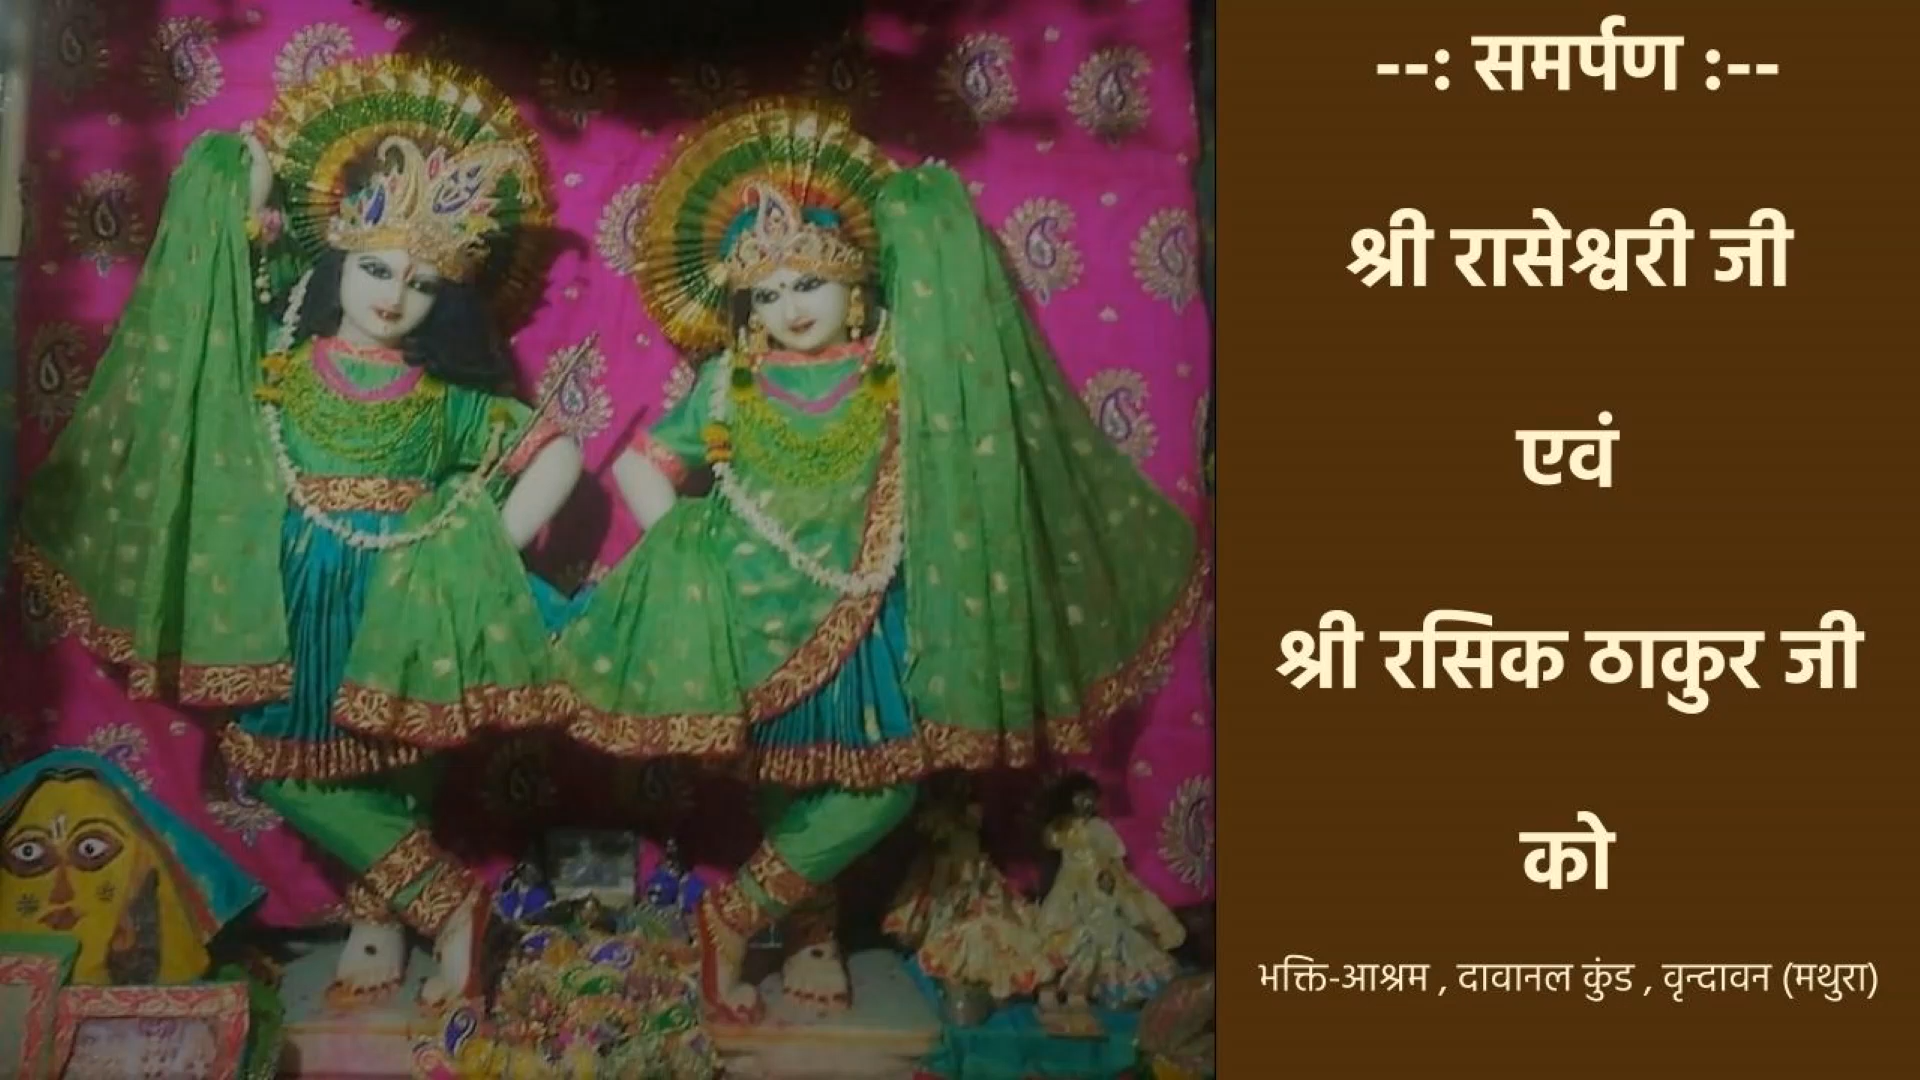 --: समर्पण :--
श्री रासेश्वरी जी
एवं
श्री रसिक ठाकुर जी
को
भक्ति-आश्रम , दावानल कुंड , वृन्दावन (मथुरा)